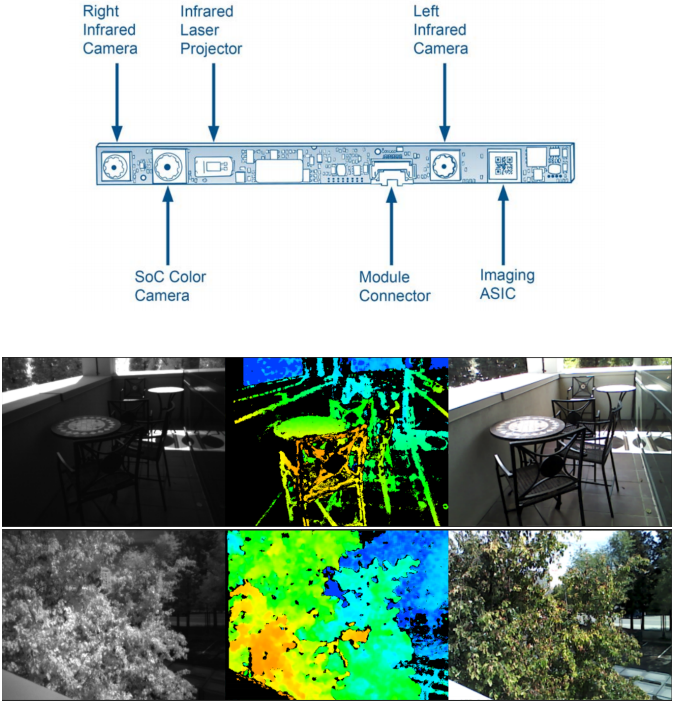 Right
Infrared
Camera
Infrared
Laser
Projector
Left
Infrared
Camera
SoC Color
Camera
Module
Connector
Imaging
ASIC